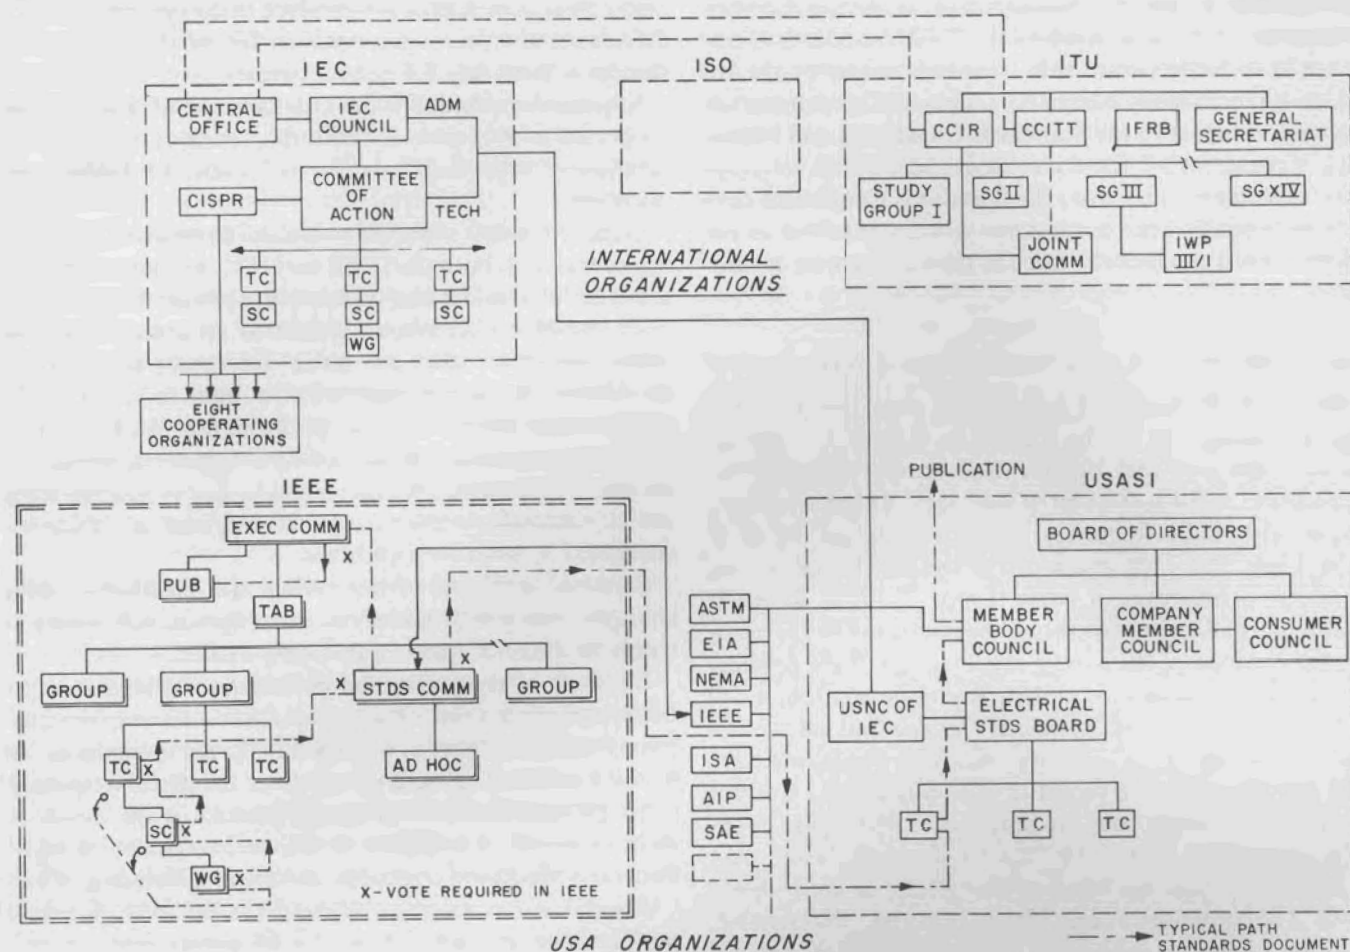 IEC
ISO
ITU
CENTRAL
OFFICE
IEC
COUNCIL
ADM
CISPR
COMMITTEE
OF
ACTION
TECH
TC
TC
TC
SC
SC
SC
WG
EIGHT
COOPERATING
ORGANIZATIONS
CCIR
CCITT
IFRB
GENERAL
SECRETARIAT
STUDY
GROUP I
SG II
SG III
SG XIV
JOINT
COMM
IWP
III/I
INTERNATIONAL
ORGANIZATIONS
IEEE
EXEC COMM
X
PUB
TAB
GROUP
GROUP
X
STDS COMM
X
GROUP
TC
X
TC
TC
AD HOC
SC
X
WG
X
X-VOTE REQUIRED IN IEEE
ASTM
EIA
NEMA
IEEE
ISA
AIP
SAE
PUBLICATION
USASI
BOARD OF DIRECTORS
MEMBER
BODY
COUNCIL
COMPANY
MEMBER
COUNCIL
CONSUMER
COUNCIL
USNC OF
IEC
ELECTRICAL
STDS BOARD
TC
TC
TC
USA ORGANIZATIONS
TYPICAL PATH
STANDARDS DOCUMENT